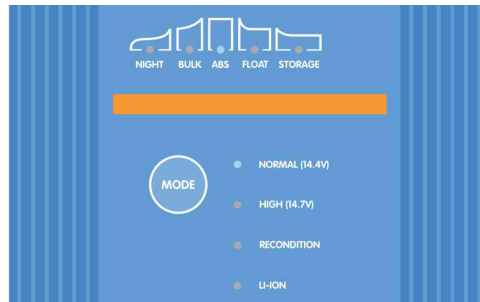 NIGHT BULK ABS FLOAT STORAGE
MODE
NORMAL (14.4V)
HIGH (14.7V)
RECONDITION
LI-ION